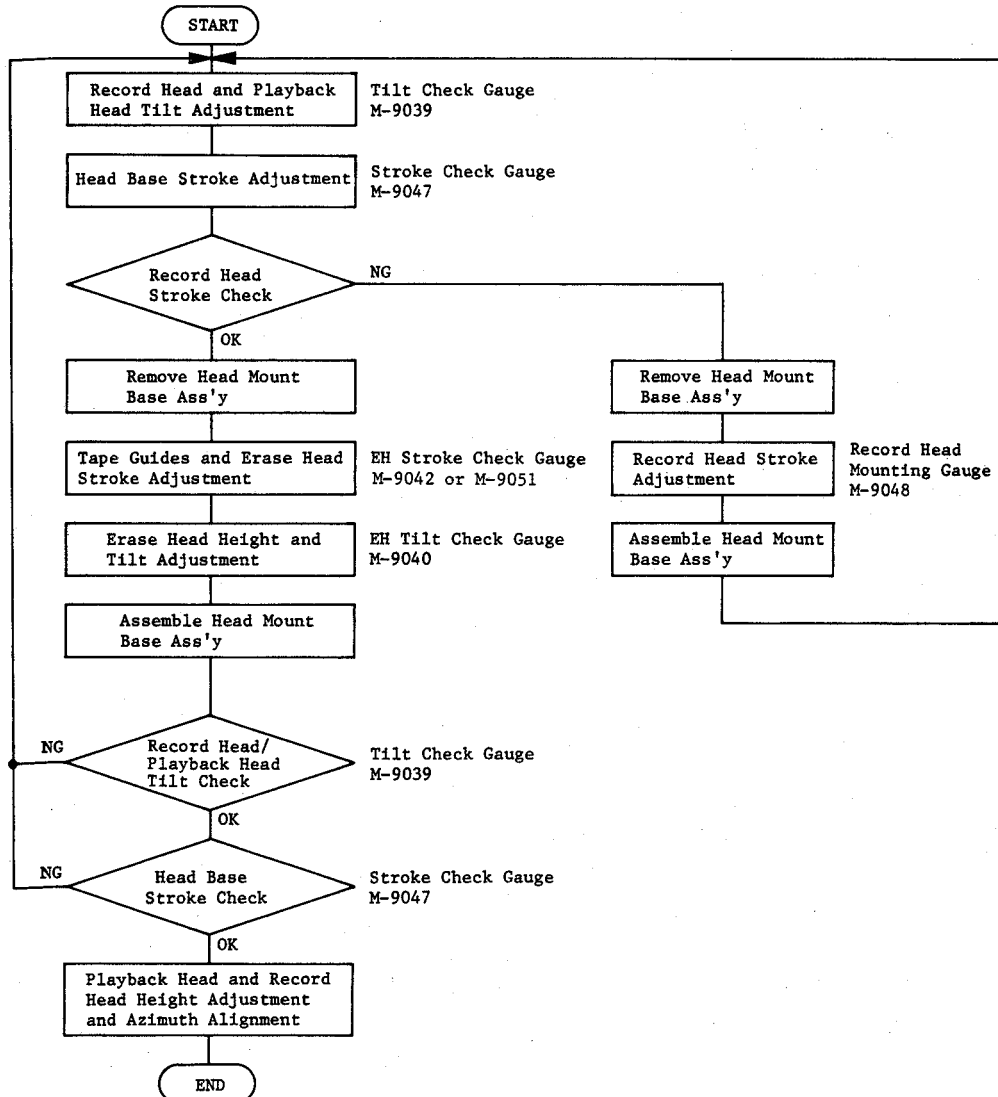 START
Record Head and Playback
Head Tilt Adjustment
Tilt Check Gauge
M-9039
Head Base Stroke Adjustment
Stroke Check Gauge
M-9047
Record Head
Stroke Check
NG
OK
Remove Head Mount
Base Ass'y
Remove Head Mount
Base Ass'y
Tape Guides and Erase Head
Stroke Adjustment
EH Stroke Check Gauge
M-9042 or M-9051
Record Head Stroke
Adjustment
Record Head
Mounting Gauge
M-9048
Erase Head Height and
Tilt Adjustment
EH Tilt Check Gauge
M-9040
Assemble Head Mount
Base Ass'y
Assemble Head Mount
Base Ass'y
NG
Record Head/
Playback Head
Tilt Check
Tilt Check Gauge
M-9039
OK
NG
Head Base
Stroke Check
Stroke Check Gauge
M-9047
OK
Playback Head and Record
Head Height Adjustment
and Azimuth Alignment
END